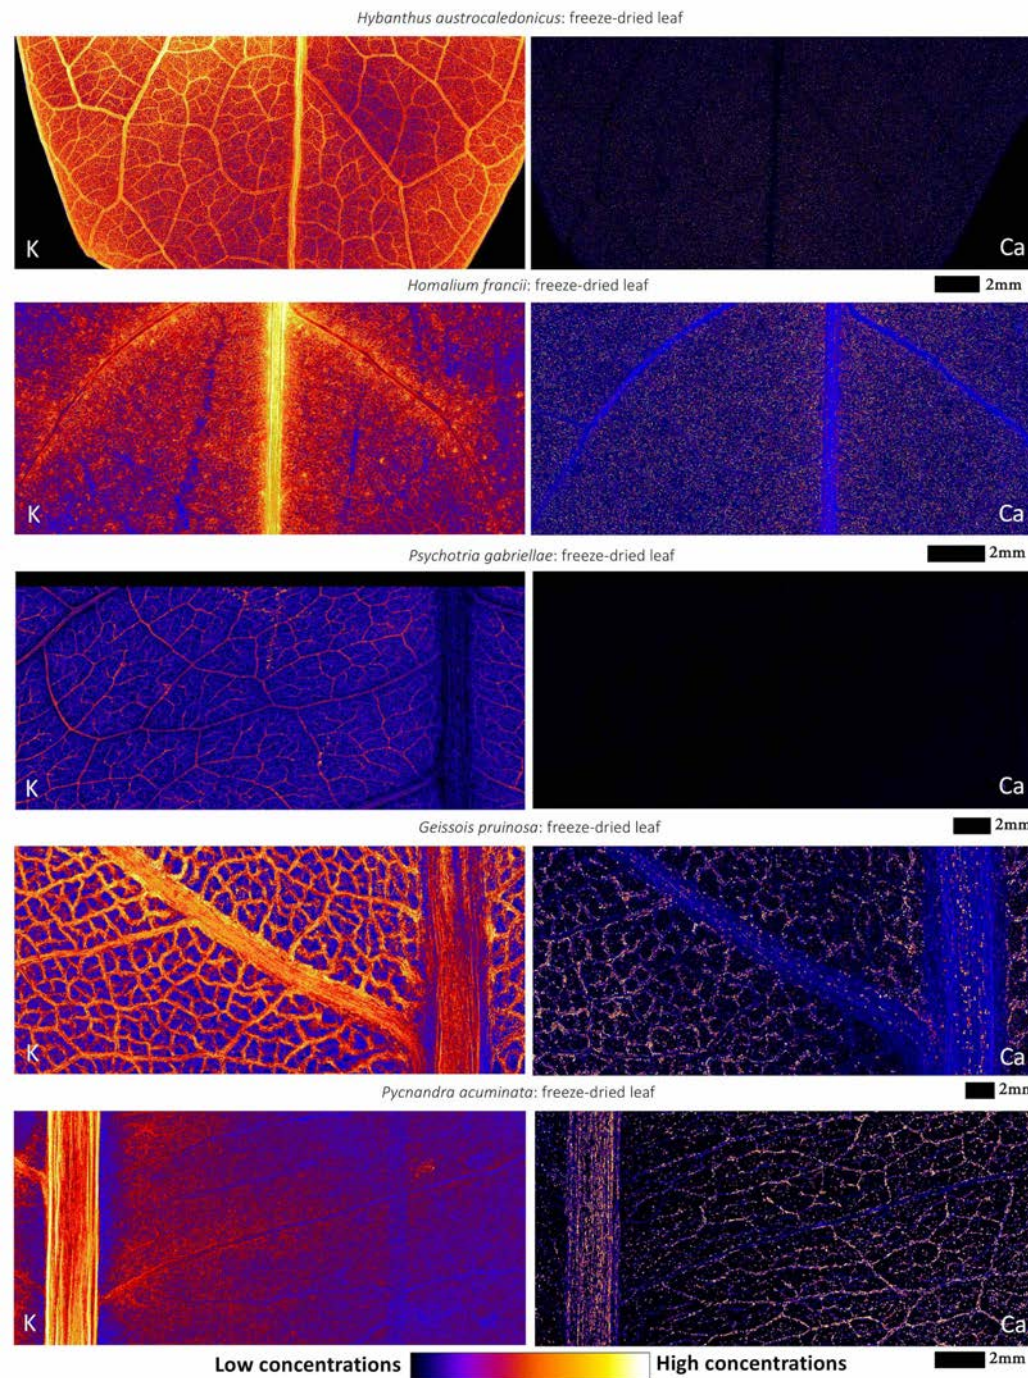 Hybanthus austrocaledonicus: freeze-dried leaf
K
Ca
2mm
Homalium francii: freeze-dried leaf
K
Ca
2mm
Psychotria gabriellae: freeze-dried leaf
K
Ca
2mm
Geissois pruinosa: freeze-dried leaf
K
Ca
2mm
Pycnandra acuminata: freeze-dried leaf
K
Ca
Low concentrations
High concentrations
2mm